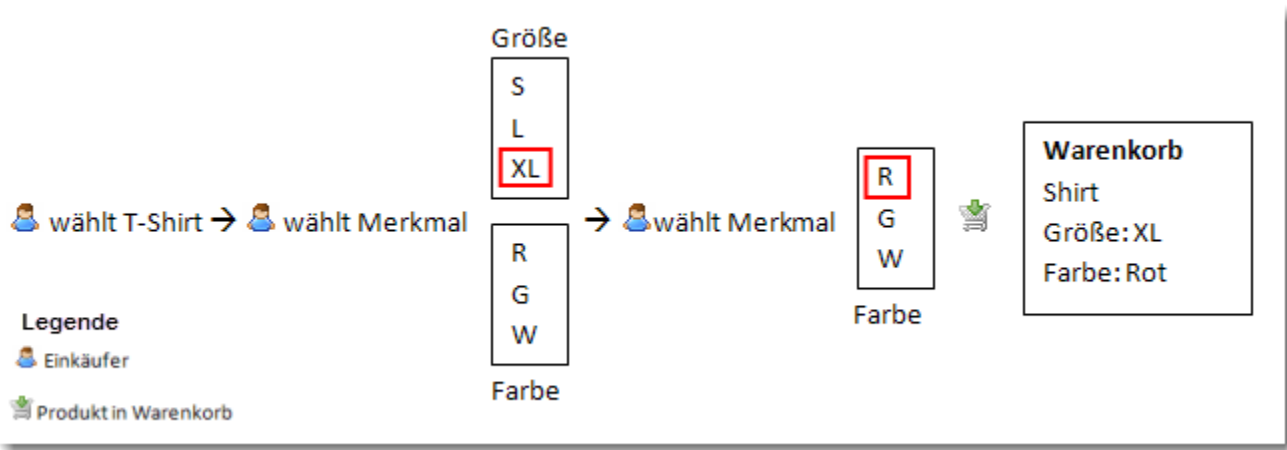 Größe
S
L
XL
wählt T-Shirt → wählt Merkmal
R
G
W
Farbe
→ wählt Merkmal
R
G
W
Farbe
Warenkorb
Shirt
Größe: XL
Farbe: Rot
Legende
Einkäufer
Produkt in Warenkorb